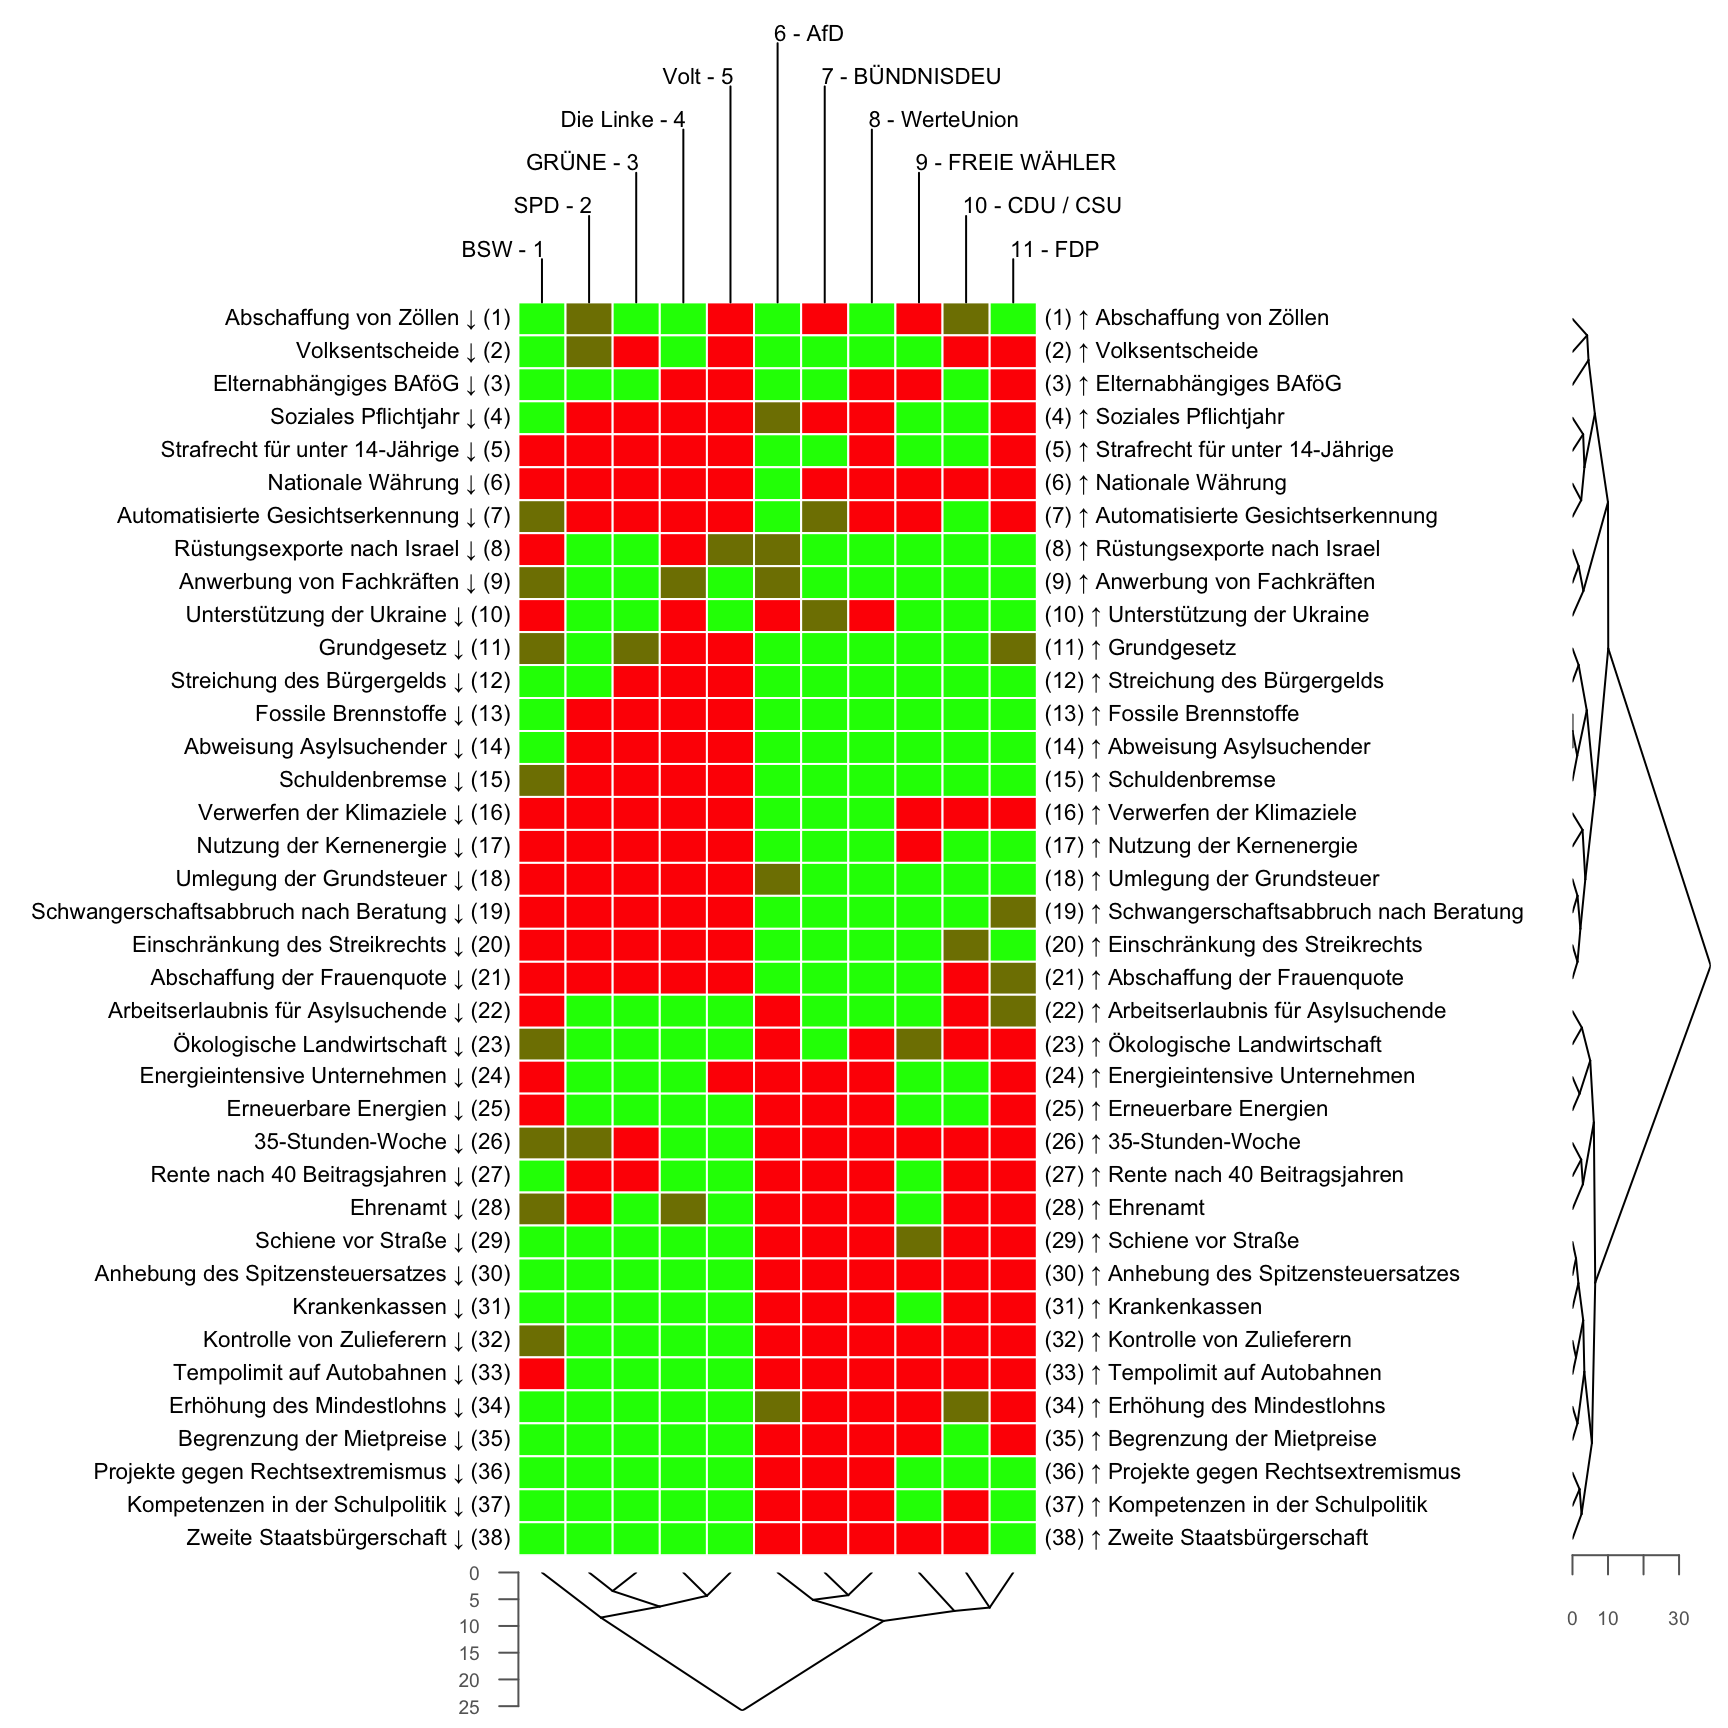 6 - AfD
Volt - 5
7 - BÜNDNISDEU
Die Linke - 4
8 - WerteUnion
GRÜNE - 3
9 - FREIE WÄHLER
SPD - 2
10 - CDU / CSU
BSW - 1
11 - FDP
Abschaffung von Zöllen ↓ (1) (1) ↑ Abschaffung von Zöllen
Volksentscheide ↓ (2) (2) ↑ Volksentscheide
Elternabhängiges BAföG ↓ (3) (3) ↑ Elternabhängiges BAföG
Soziales Pflichtjahr ↓ (4) (4) ↑ Soziales Pflichtjahr
Strafrecht für unter 14-Jährige ↓ (5) (5) ↑ Strafrecht für unter 14-Jährige
Nationale Währung ↓ (6) (6) ↑ Nationale Währung
Automatisierte Gesichtserkennung ↓ (7) (7) ↑ Automatisierte Gesichtserkennung
Rüstungsexporte nach Israel ↓ (8) (8) ↑ Rüstungsexporte nach Israel
Anwerbung von Fachkräften ↓ (9) (9) ↑ Anwerbung von Fachkräften
Unterstützung der Ukraine ↓ (10) (10) ↑ Unterstützung der Ukraine
Grundgesetz ↓ (11) (11) ↑ Grundgesetz
Streichung des Bürgergelds ↓ (12) (12) ↑ Streichung des Bürgergelds
Fossile Brennstoffe ↓ (13) (13) ↑ Fossile Brennstoffe
Abweisung Asylsuchender ↓ (14) (14) ↑ Abweisung Asylsuchender
Schuldenbremse ↓ (15) (15) ↑ Schuldenbremse
Verwerfen der Klimaziele ↓ (16) (16) ↑ Verwerfen der Klimaziele
Nutzung der Kernenergie ↓ (17) (17) ↑ Nutzung der Kernenergie
Umlegung der Grundsteuer ↓ (18) (18) ↑ Umlegung der Grundsteuer
Schwangerschaftsabbruch nach Beratung ↓ (19) (19) ↑ Schwangerschaftsabbruch nach Beratung
Einschränkung des Streikrechts ↓ (20) (20) ↑ Einschränkung des Streikrechts
Abschaffung der Frauenquote ↓ (21) (21) ↑ Abschaffung der Frauenquote
Arbeitserlaubnis für Asylsuchende ↓ (22) (22) ↑ Arbeitserlaubnis für Asylsuchende
Ökologische Landwirtschaft ↓ (23) (23) ↑ Ökologische Landwirtschaft
Energieintensive Unternehmen ↓ (24) (24) ↑ Energieintensive Unternehmen
Erneuerbare Energien ↓ (25) (25) ↑ Erneuerbare Energien
35-Stunden-Woche ↓ (26) (26) ↑ 35-Stunden-Woche
Rente nach 40 Beitragsjahren ↓ (27) (27) ↑ Rente nach 40 Beitragsjahren
Ehrenamt ↓ (28) (28) ↑ Ehrenamt
Schiene vor Straße ↓ (29) (29) ↑ Schiene vor Straße
Anhebung des Spitzensteuersatzes ↓ (30) (30) ↑ Anhebung des Spitzensteuersatzes
Krankenkassen ↓ (31) (31) ↑ Krankenkassen
Kontrolle von Zulieferern ↓ (32) (32) ↑ Kontrolle von Zulieferern
Tempolimit auf Autobahnen ↓ (33) (33) ↑ Tempolimit auf Autobahnen
Erhöhung des Mindestlohns ↓ (34) (34) ↑ Erhöhung des Mindestlohns
Begrenzung der Mietpreise ↓ (35) (35) ↑ Begrenzung der Mietpreise
Projekte gegen Rechtsextremismus ↓ (36) (36) ↑ Projekte gegen Rechtsextremismus
Kompetenzen in der Schulpolitik ↓ (37) (37) ↑ Kompetenzen in der Schulpolitik
Zweite Staatsbürgerschaft ↓ (38) (38) ↑ Zweite Staatsbürgerschaft
0
5
10
15
20
25
0 10 30